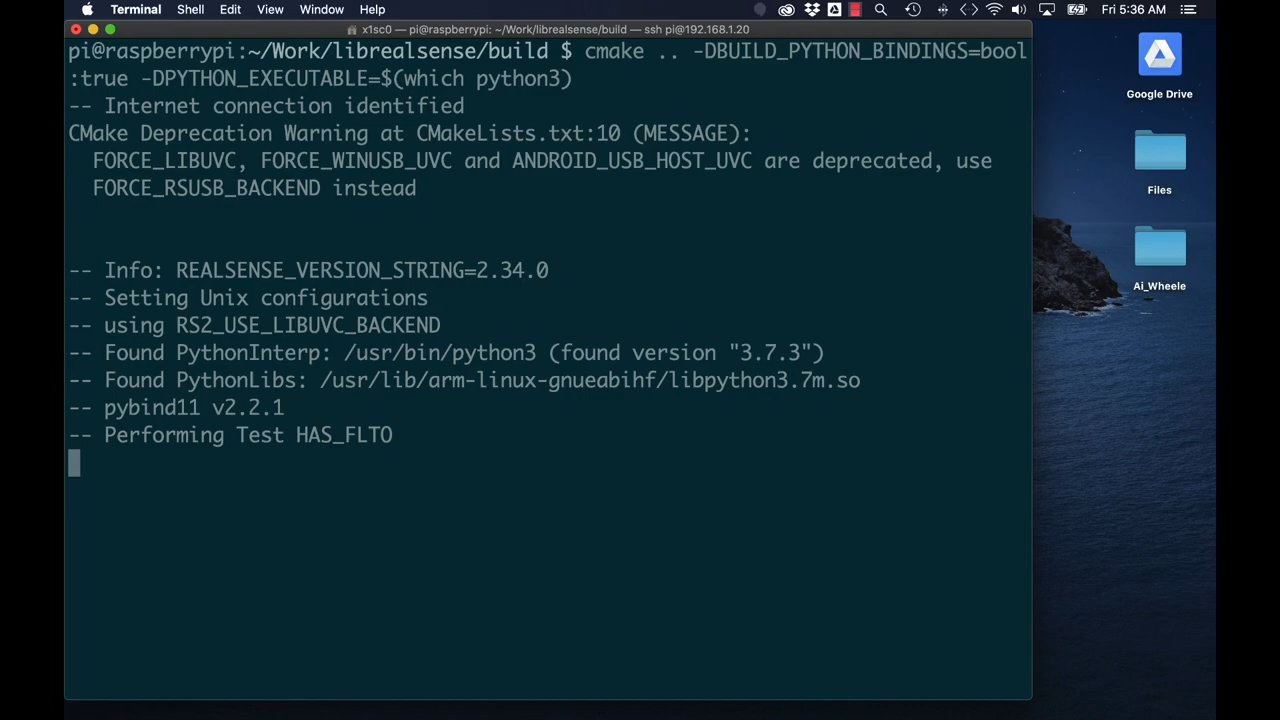 Terminal Shell Edit View Window Help Fri 5:36 AM
x1sc0 — pi@raspberrypi: ~/Work/librealsense/build — ssh pi@192.168.1.20
pi@raspberrypi:~/Work/librealsense/build $ cmake .. -DBUILD_PYTHON_BINDINGS=bool
:true -DPYTHON_EXECUTABLE=$(which python3)
-- Internet connection identified
CMake Deprecation Warning at CMakeLists.txt:10 (MESSAGE):
FORCE_LIBUVC, FORCE_WINUSB_UVC and ANDROID_USB_HOST_UVC are deprecated, use
FORCE_RSUSB_BACKEND instead
-- Info: REALSENSE_VERSION_STRING=2.34.0
-- Setting Unix configurations
-- using RS2_USE_LIBUVC_BACKEND
-- Found PythonInterp: /usr/bin/python3 (found version "3.7.3")
-- Found PythonLibs: /usr/lib/arm-linux-gnueabihf/libpython3.7m.so
-- pybind11 v2.2.1
-- Performing Test HAS_FLTO
Google Drive
Files
Ai_Wheele